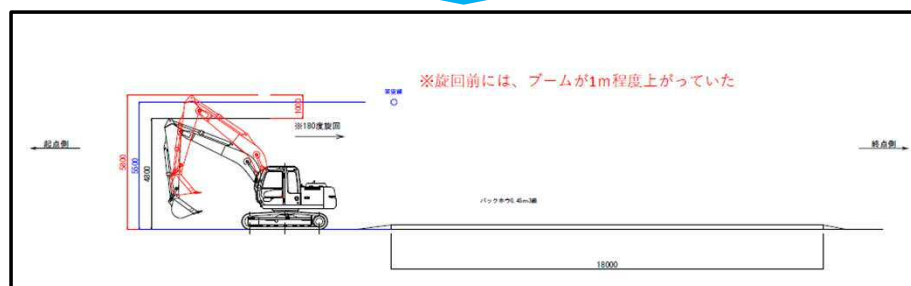 ※旋回前には、ブームが1m程度上がっていた
架空線
1000
※180度旋回
起点側
終点側
5800
5500
4800
バックホウ0.45m3級
18000